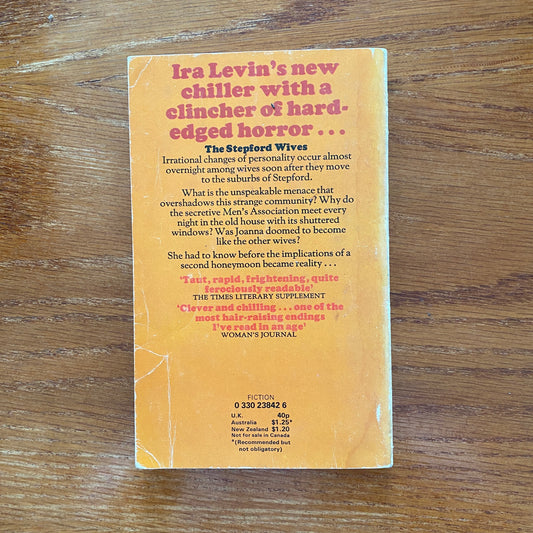 Ira Levin's new
chiller with a
clincher of hard-
edged horror . . .
The Stepford Wives
Irrational changes of personality occur almost
overnight among wives soon after they move
to the suburbs of Stepford.
What is the unspeakable menace that
overshadows this strange community? Why do
the secretive Men's Association meet every
night in the old house with its shuttered
windows? Was Joanna doomed to become
like the other wives?
She had to know before the implications of a
second honeymoon became reality . . .
'Taut, rapid, frightening, quite
ferociously readable'
THE TIMES LITERARY SUPPLEMENT
'Clever and chilling . . . one of the
most hair-raising endings
I've read in an age'
WOMAN'S JOURNAL
FICTION
0 330 23842 6
U.K. 40p
Australia $1.25*
New Zealand $1.20
Not for sale in Canada
*(Recommended but
not obligatory)